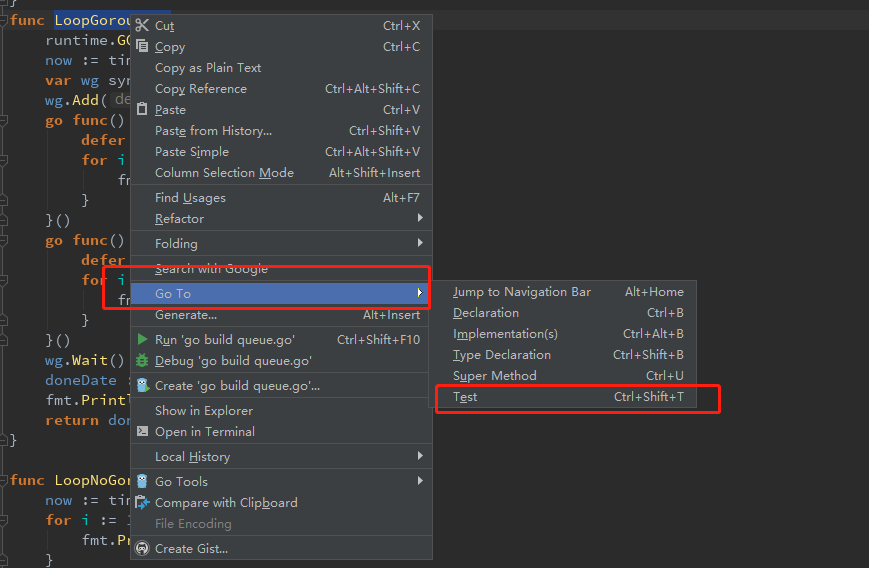 }
func LoopGorou
runtime.GO
now := tim
var wg syn
wg.Add( de
go func()
defer
for i
fm
}
}()
go func()
defer
for i
fm
}
}()
wg.Wait()
doneDate :
fmt.Printl
return don
}
func LoopNoGor
now := tim
for i := 1
fmt.Pr
}
Cut Ctrl+X
Copy Ctrl+C
Copy as Plain Text
Copy Reference Ctrl+Alt+Shift+C
Paste Ctrl+V
Paste from History... Ctrl+Shift+V
Paste Simple Ctrl+Alt+Shift+V
Column Selection Mode Alt+Shift+Insert
Find Usages Alt+F7
Refactor
Folding
Search with Google
Go To
Generate... Alt+Insert
Run 'go build queue.go' Ctrl+Shift+F10
Debug 'go build queue.go'
Create 'go build queue.go'...
Show in Explorer
Open in Terminal
Local History
Go Tools
Compare with Clipboard
File Encoding
Create Gist...
Jump to Navigation Bar Alt+Home
Declaration Ctrl+B
Implementation(s) Ctrl+Alt+B
Type Declaration Ctrl+Shift+B
Super Method Ctrl+U
Test Ctrl+Shift+T